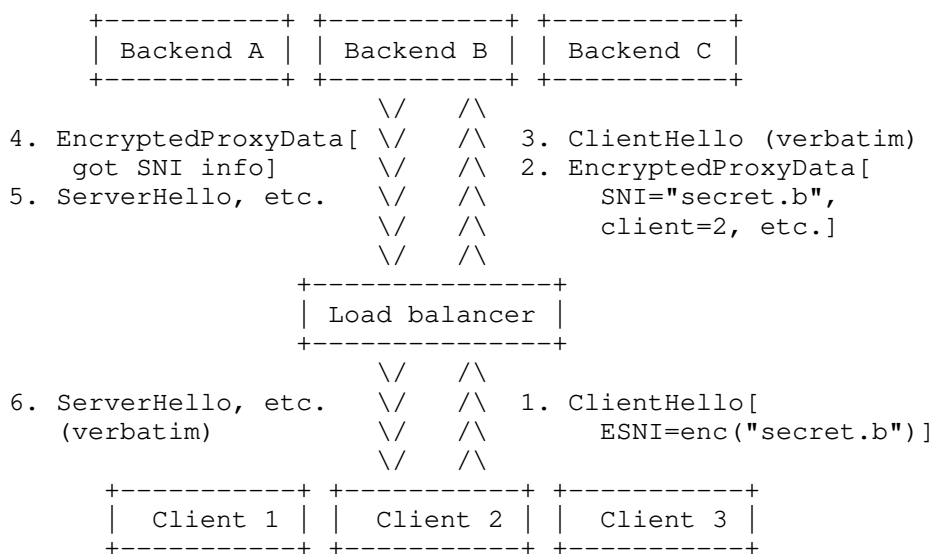 +-----------+ +-----------+ +-----------+
| Backend A | | Backend B | | Backend C |
+-----------+ +-----------+ +-----------+
\/   /\
4. EncryptedProxyData[ \/   /\ 3. ClientHello (verbatim)
got SNI info]     \/   /\ 2. EncryptedProxyData[
5. ServerHello, etc.   \/   /\    SNI="secret.b",
\/   /\    client=2, etc.]
\/   /\
+---------------+
| Load balancer |
+---------------+
\/   /\
6. ServerHello, etc.   \/   /\ 1. ClientHello[
(verbatim)          \/   /\    ESNI=enc("secret.b")]
\/   /\
+-----------+ +-----------+ +-----------+
|  Client 1 | |  Client 2 | |  Client 3 |
+-----------+ +-----------+ +-----------+